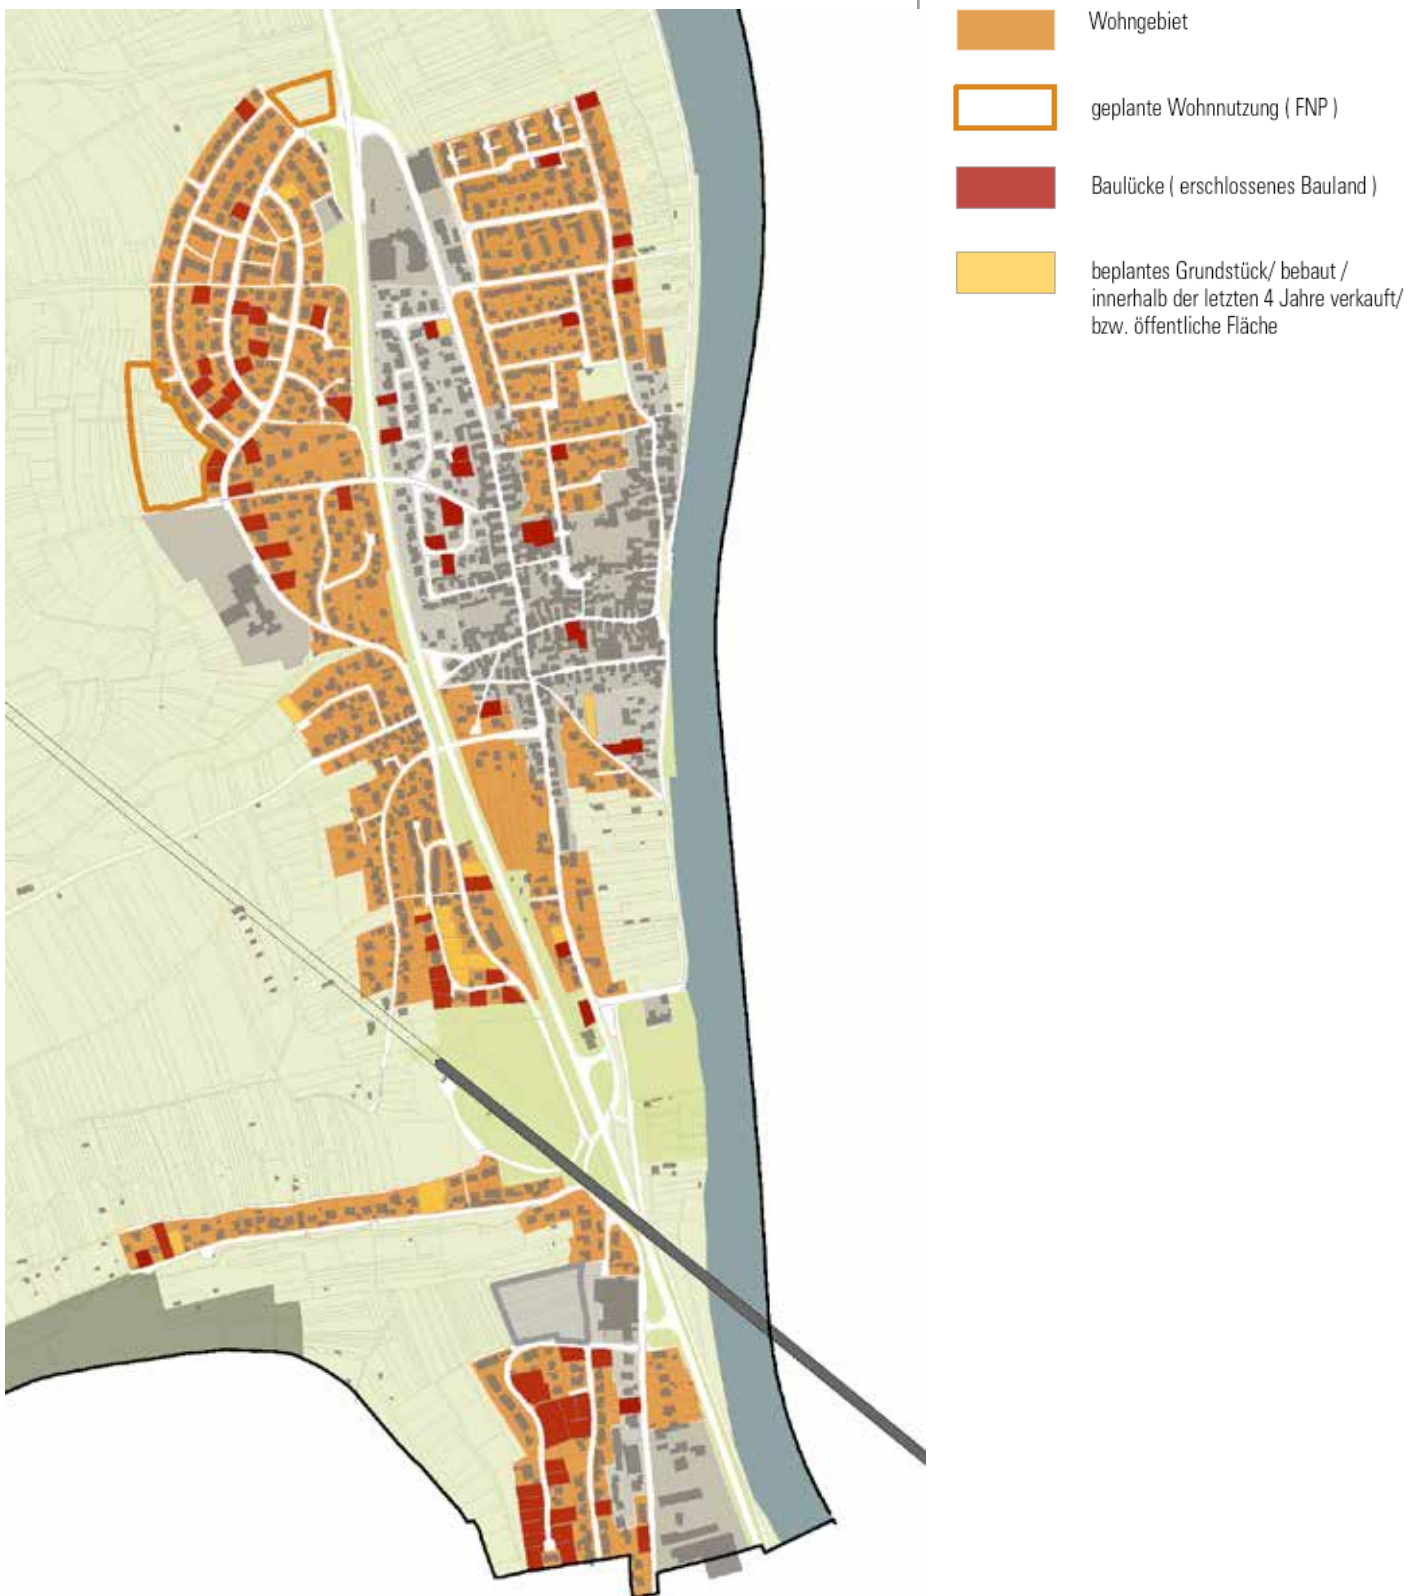 Wohngebiet
geplante Wohnnutzung ( FNP )
Baulücke ( erschlossenes Bauland )
beplantes Grundstück/ bebaut /
innerhalb der letzten 4 Jahre verkauft/
bzw. öffentliche Fläche